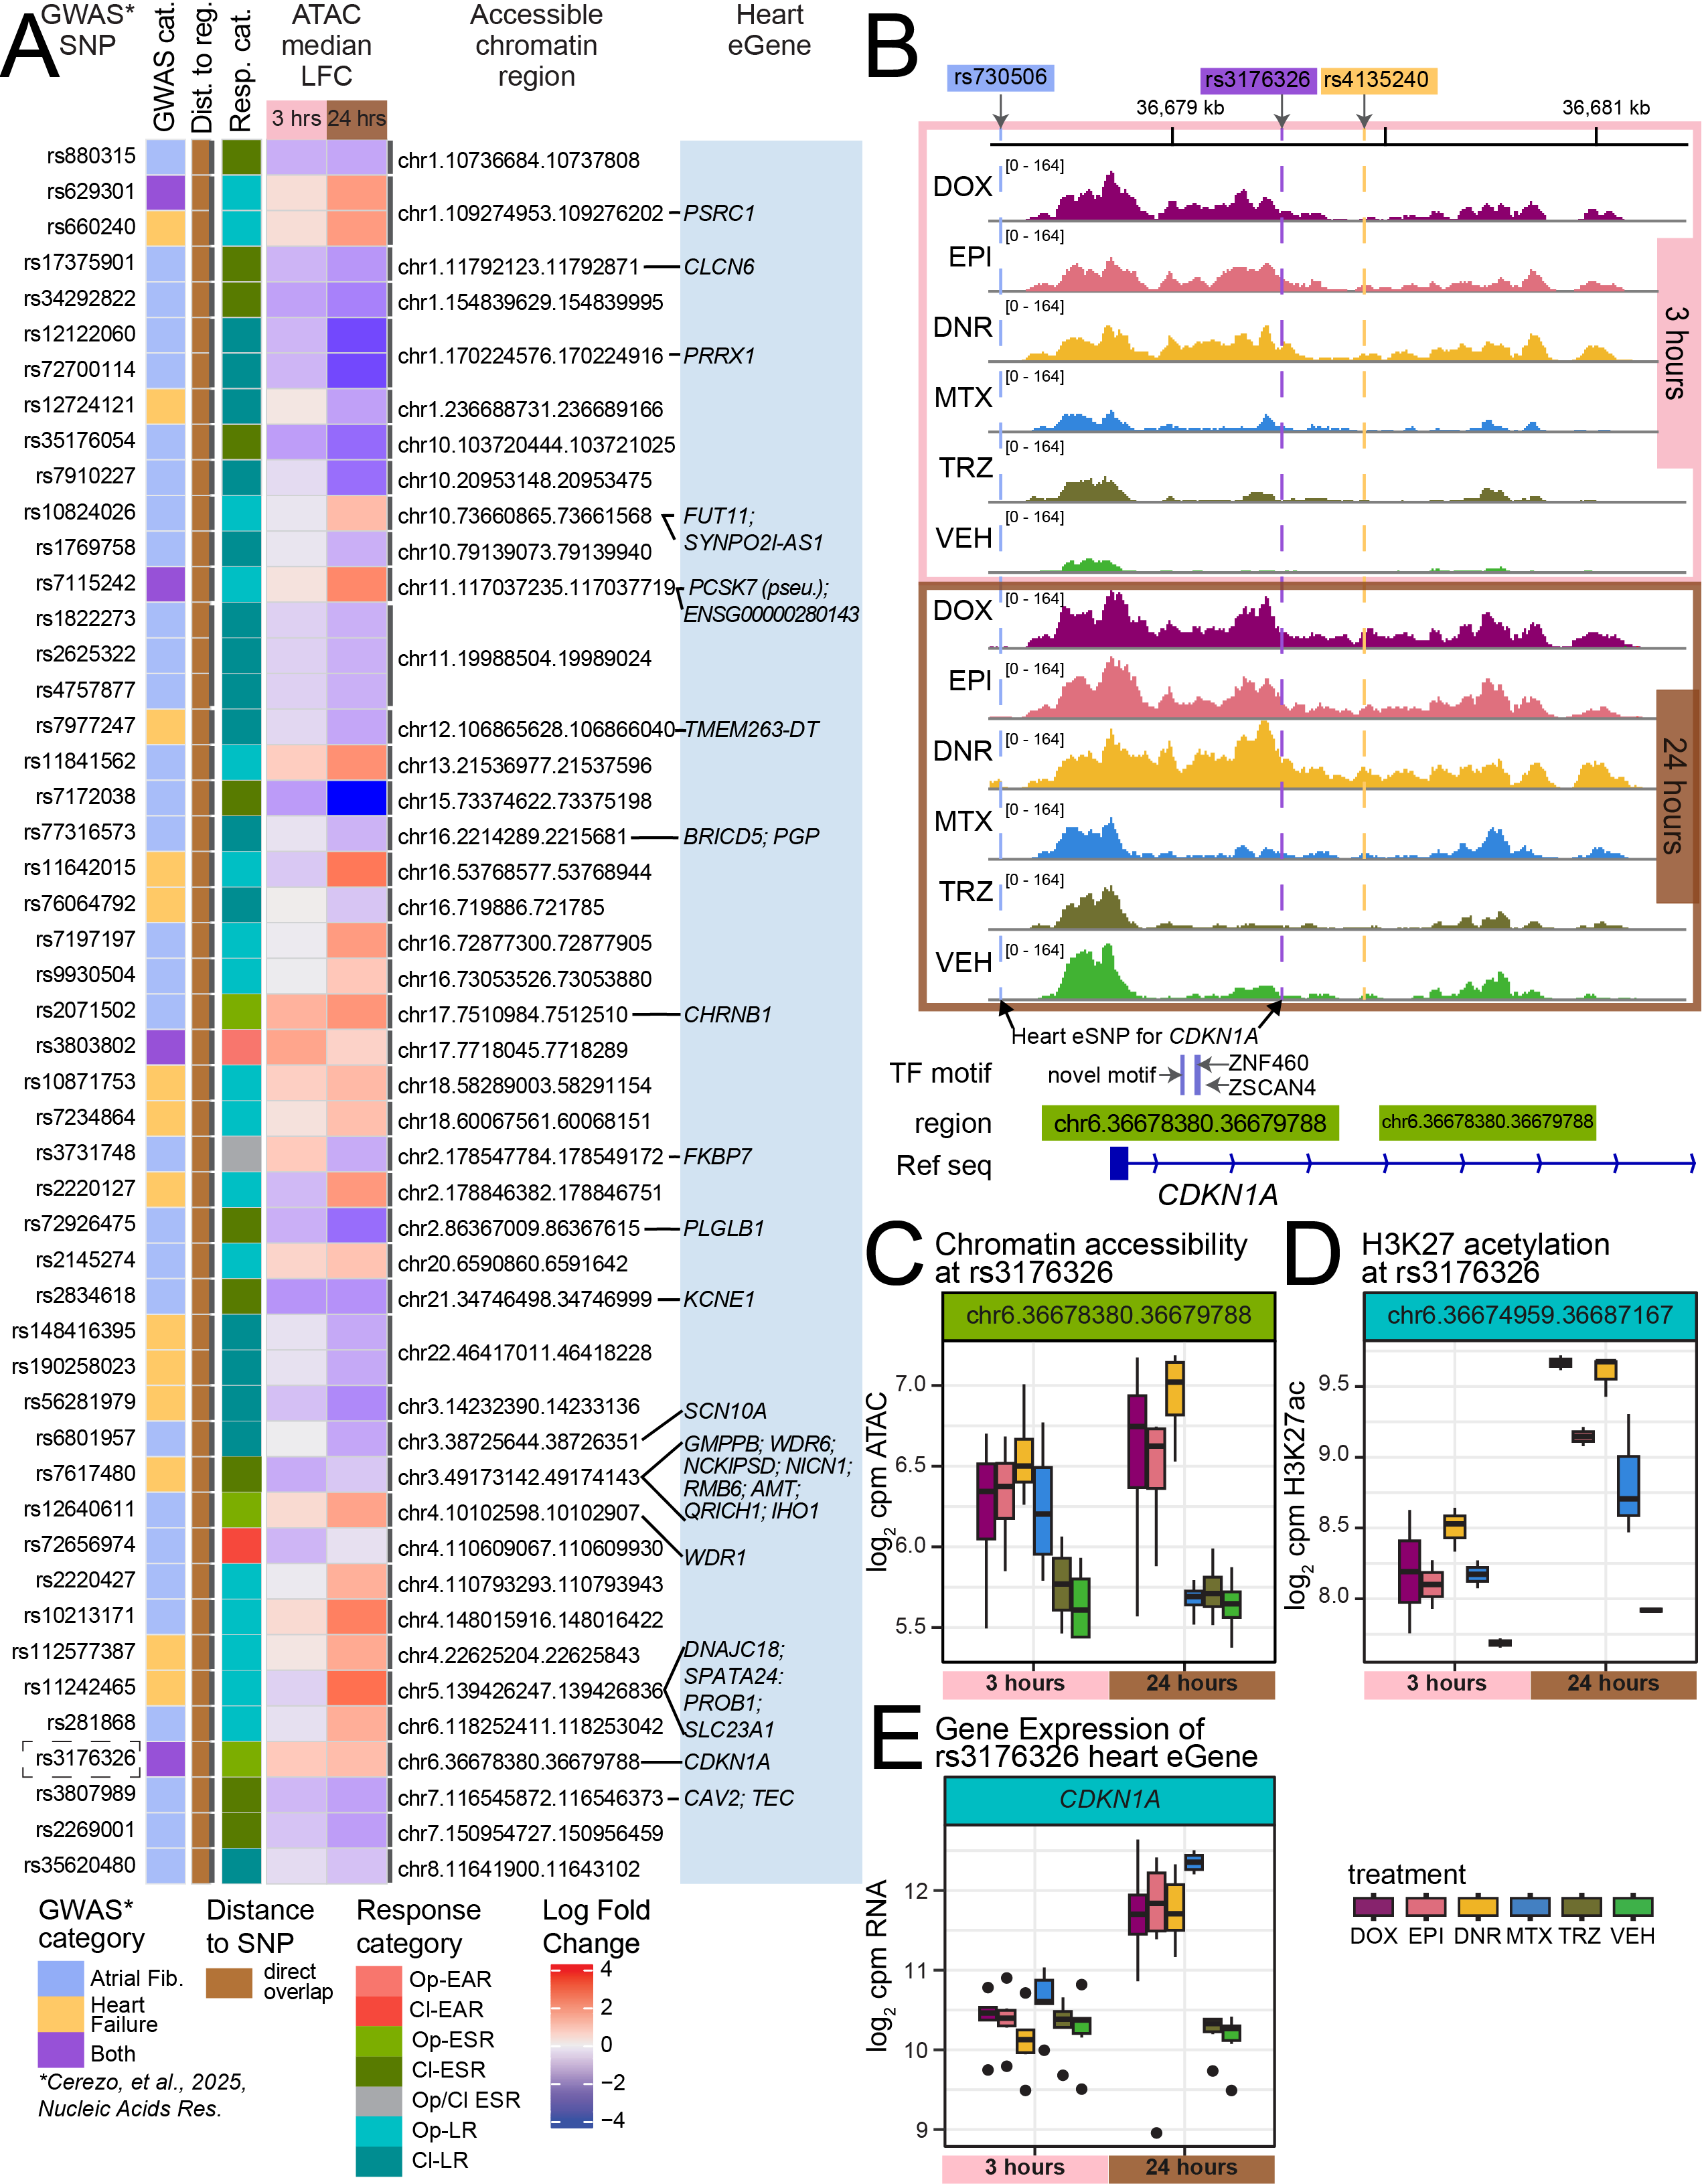 A
GWAS*
SNP
GWAS cat.
Dist. to reg.
Resp. cat.
ATAC
median
LFC
3 hrs
24 hrs
Accessible
chromatin
region
Heart
eGene
rs880315
rs629301
rs660240
rs17375901
rs34292822
rs12122060
rs72700114
rs12724121
rs35176054
rs7910227
rs10824026
rs1769758
rs7115242
rs1822273
rs2625322
rs4757877
rs7977247
rs11841562
rs7172038
rs77316573
rs11642015
rs76064792
rs7197197
rs9930504
rs2071502
rs3803802
rs10871753
rs7234864
rs3731748
rs2220127
rs72926475
rs2145274
rs2834618
rs148416395
rs190258023
rs56281979
rs6801957
rs7617480
rs12640611
rs72656974
rs2220427
rs10213171
rs112577387
rs11242465
rs281868
rs3176326
rs3807989
rs2269001
rs35620480
chr1.10736684.10737808
chr1.109274953.109276202
chr1.11792123.11792871
chr1.154839629.154839995
chr1.170224576.170224916
chr1.236688731.236689166
chr10.103720444.103721025
chr10.20953148.20953475
chr10.73660865.73661568
chr10.79139073.79139940
chr11.117037235.117037719
chr11.19988504.19989024
chr12.106865628.106866040
chr13.21536977.21537596
chr15.73374622.73375198
chr16.2214289.2215681
chr16.53768577.53768944
chr16.719886.721785
chr16.72877300.72877905
chr16.73053526.73053880
chr17.7510984.7512510
chr17.7718045.7718289
chr18.58289003.58291154
chr18.60067561.60068151
chr2.178547784.178549172
chr2.178846382.178846751
chr2.86367009.86367615
chr20.6590860.6591642
chr21.34746498.34746999
chr22.46417011.46418228
chr3.14232390.14233136
chr3.38725644.38726351
chr3.49173142.49174143
chr4.10102598.10102907
chr4.110609067.110609930
chr4.110793293.110793943
chr4.148015916.148016422
chr4.22625204.22625843
chr5.139426247.139426836
chr6.118252411.118253042
chr6.36678380.36679788
chr7.116545872.116546373
chr7.150954727.150956459
chr8.11641900.11643102
PSRC1
CLCN6
PRRX1
FUT11;
SYNPO2l-AS1
PCSK7 (pseu.);
ENSG00000280143
TMEM263-DT
BRICD5; PGP
CHRNB1
FKBP7
PLGLB1
KCNE1
SCN10A
GMPPB; WDR6;
NCKIPSD; NICN1;
RMB6; AMT;
QRICH1; IHO1
WDR1
DNAJC18;
SPATA24:
PROB1;
SLC23A1
CDKN1A
CAV2; TEC
GWAS*
category
Atrial Fib.
Heart
Failure
Both
*Cerezo, et al., 2025,
Nucleic Acids Res.
Distance
to SNP
direct
overlap
Response
category
Op-EAR
Cl-EAR
Op-ESR
Cl-ESR
Op/Cl ESR
Op-LR
Cl-LR
Log Fold
Change
4
2
0
−2
−4
B
rs730506
rs3176326
rs4135240
36,679 kb
36,681 kb
DOX
[0 - 164]
EPI
[0 - 164]
DNR
[0 - 164]
MTX
[0 - 164]
TRZ
[0 - 164]
VEH
[0 - 164]
3 hours
DOX
[0 - 164]
EPI
[0 - 164]
DNR
[0 - 164]
MTX
[0 - 164]
TRZ
[0 - 164]
VEH
[0 - 164]
24 hours
Heart eSNP for CDKN1A
TF motif
novel motif
ZNF460
ZSCAN4
region
chr6.36678380.36679788
chr6.36678380.36679788
Ref seq
CDKN1A
C
Chromatin accessibility
at rs3176326
chr6.36678380.36679788
log2 cpm ATAC
7.0
6.5
6.0
5.5
3 hours
24 hours
D
H3K27 acetylation
at rs3176326
chr6.36674959.36687167
log2 cpm H3K27ac
9.5
9.0
8.5
8.0
3 hours
24 hours
E
Gene Expression of
rs3176326 heart eGene
CDKN1A
log2 cpm RNA
12
11
10
9
3 hours
24 hours
treatment
DOX
EPI
DNR
MTX
TRZ
VEH